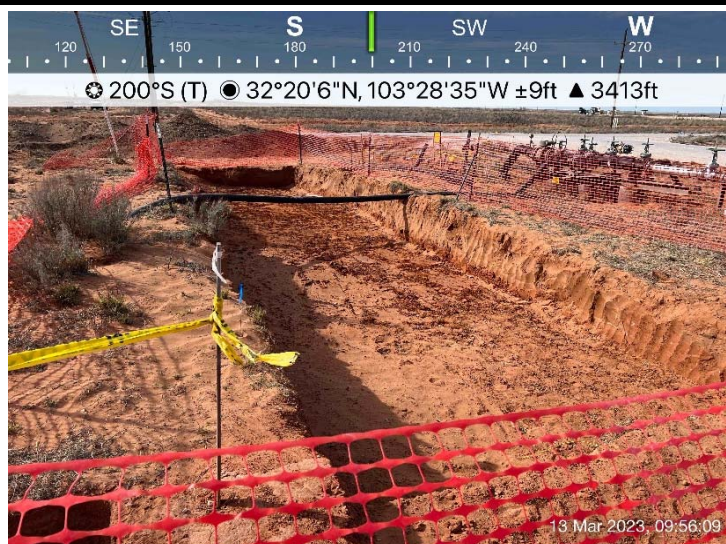 SE S SW W
120 150 180 210 240 270
200°S (T) 32°20'6"N, 103°28'35"W ±9ft ▲ 3413ft
13 Mar 2023, 09:56:09